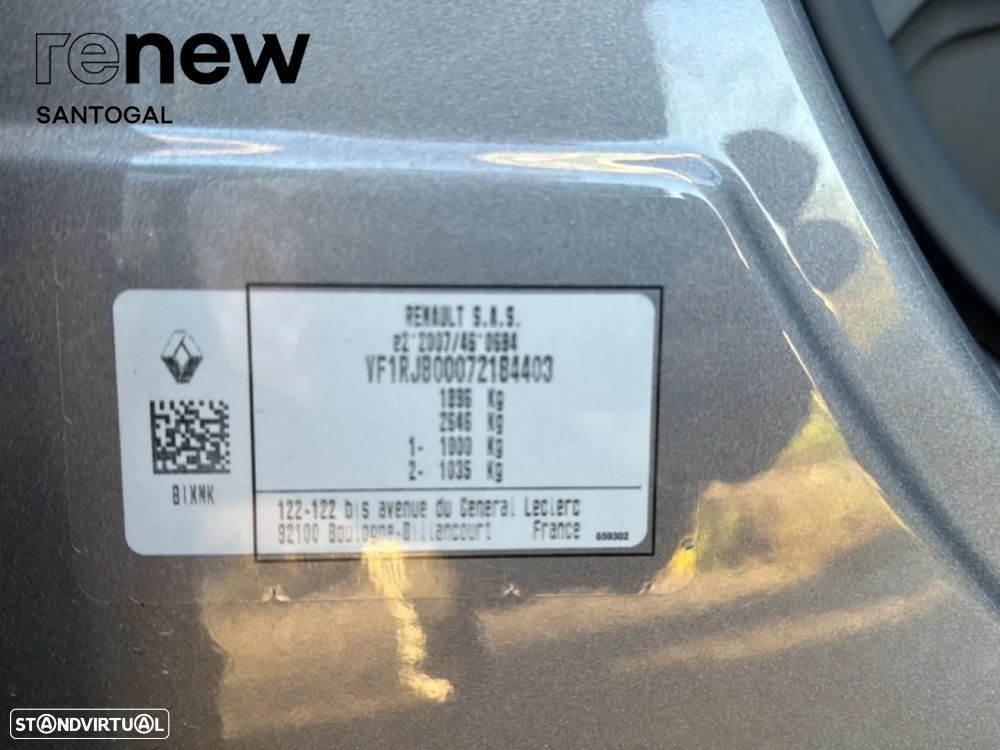 renew
SANTOGAL
RENAULT S.A.S.
e2*2007/46*0684
VF1RJB00072184403
1896 Kg
2646 Kg
1- 1000 Kg
2- 1035 Kg
BIXMK
122-122 bis avenue du General Leclerc
92100 Boulogne-Billancourt France
659302
STANDVIRTUAL